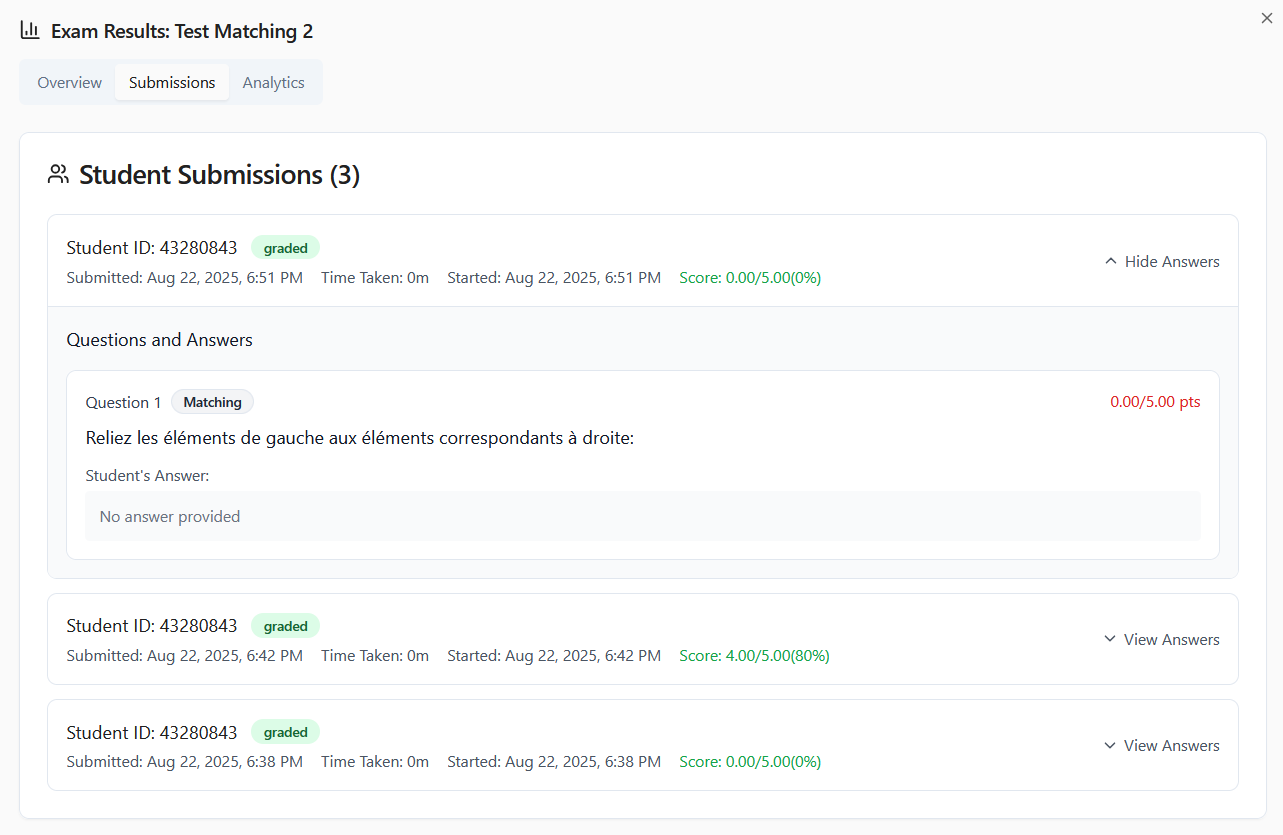 Exam Results: Test Matching 2
Overview Submissions Analytics
Student Submissions (3)
Student ID: 43280843 graded
Submitted: Aug 22, 2025, 6:51 PM Time Taken: 0m Started: Aug 22, 2025, 6:51 PM Score: 0.00/5.00(0%)
Hide Answers
Questions and Answers
Question 1 Matching 0.00/5.00 pts
Reliez les éléments de gauche aux éléments correspondants à droite:
Student's Answer:
No answer provided
Student ID: 43280843 graded
Submitted: Aug 22, 2025, 6:42 PM Time Taken: 0m Started: Aug 22, 2025, 6:42 PM Score: 4.00/5.00(80%)
View Answers
Student ID: 43280843 graded
Submitted: Aug 22, 2025, 6:38 PM Time Taken: 0m Started: Aug 22, 2025, 6:38 PM Score: 0.00/5.00(0%)
View Answers